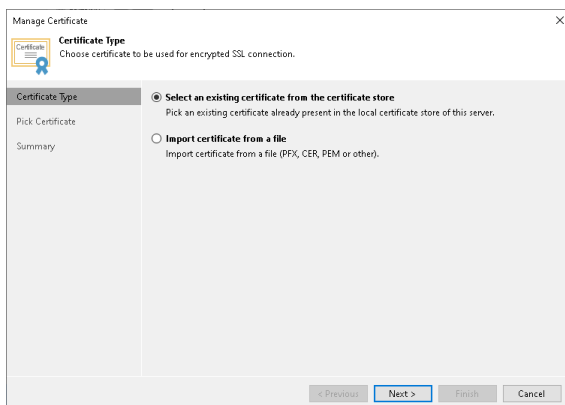 Manage Certificate
Certificate
Certificate Type
Choose certificate to be used for encrypted SSL connection.
Certificate Type
Pick Certificate
Summary
Select an existing certificate from the certificate store
Pick an existing certificate already present in the local certificate store of this server.
Import certificate from a file
Import certificate from a file (PFX, CER, PEM or other).
< Previous
Next >
Finish
Cancel